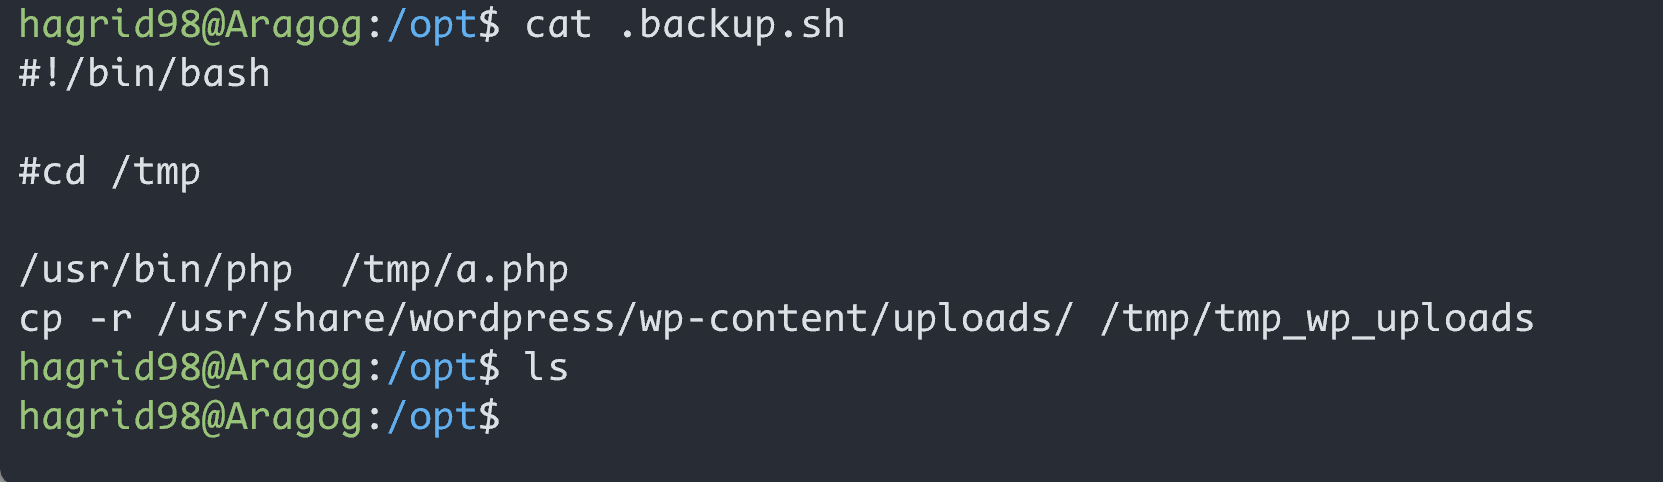 hagrid98@Aragog:/opt$ cat .backup.sh
#!/bin/bash
#cd /tmp
/usr/bin/php  /tmp/a.php
cp -r /usr/share/wordpress/wp-content/uploads/ /tmp/tmp_wp_uploads
hagrid98@Aragog:/opt$ ls
hagrid98@Aragog:/opt$